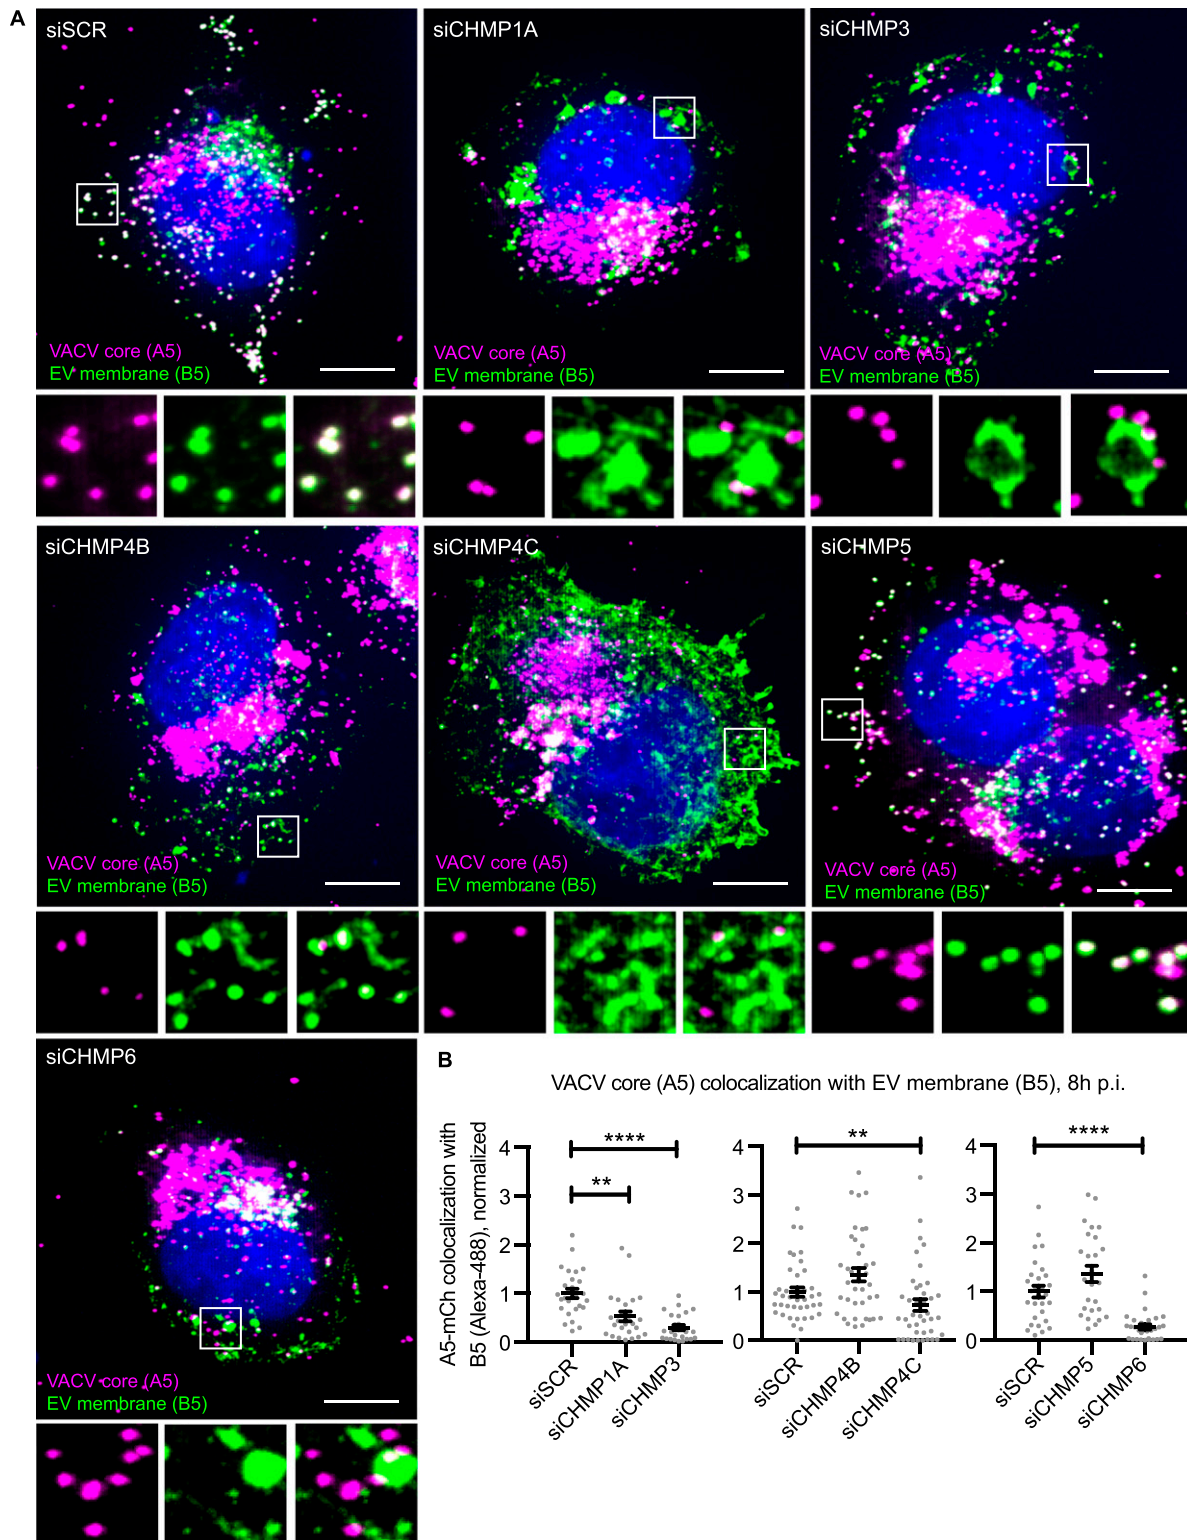 A
siSCR
siCHMP1A
siCHMP3
VACV core (A5)
EV membrane (B5)
VACV core (A5)
EV membrane (B5)
VACV core (A5)
EV membrane (B5)
siCHMP4B
siCHMP4C
siCHMP5
VACV core (A5)
EV membrane (B5)
VACV core (A5)
EV membrane (B5)
VACV core (A5)
EV membrane (B5)
siCHMP6
VACV core (A5)
EV membrane (B5)
B
VACV core (A5) colocalization with EV membrane (B5), 8h p.i.
A5-mCh colocalization with
B5 (Alexa-488), normalized
4
3
2
1
0
****
**
siSCR
siCHMP1A
siCHMP3
4
3
2
1
0
**
siSCR
siCHMP4B
siCHMP4C
4
3
2
1
0
****
siSCR
siCHMP5
siCHMP6